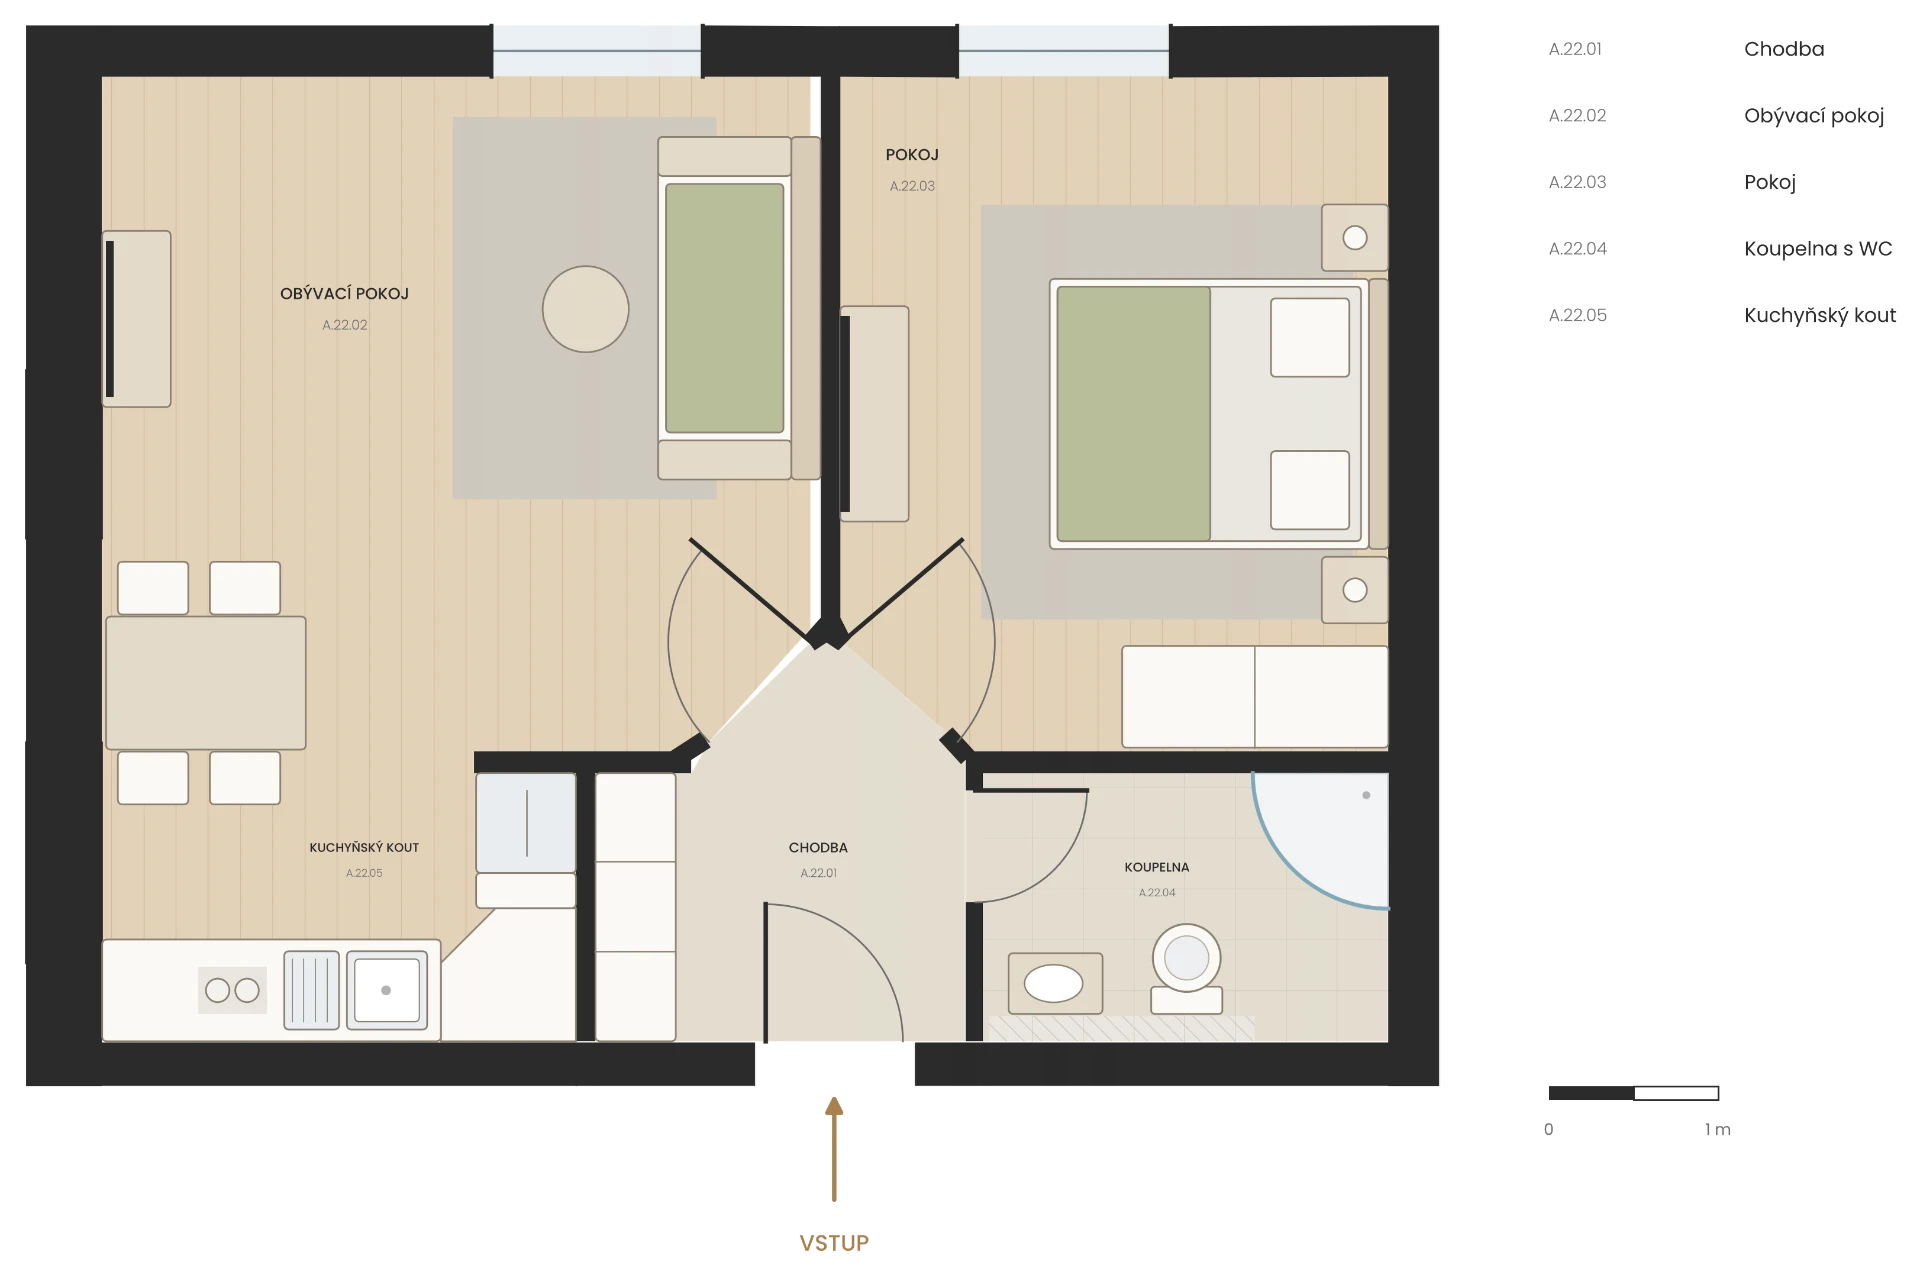 A.22.01 Chodba
A.22.02 Obývací pokoj
A.22.03 Pokoj
A.22.04 Koupelna s WC
A.22.05 Kuchyňský kout
POKOJ
A.22.03
OBÝVACÍ POKOJ
A.22.02
KUCHYŇSKÝ KOUT
A.22.05
CHODBA
A.22.01
KOUPELNA
A.22.04
0 1 m
VSTUP